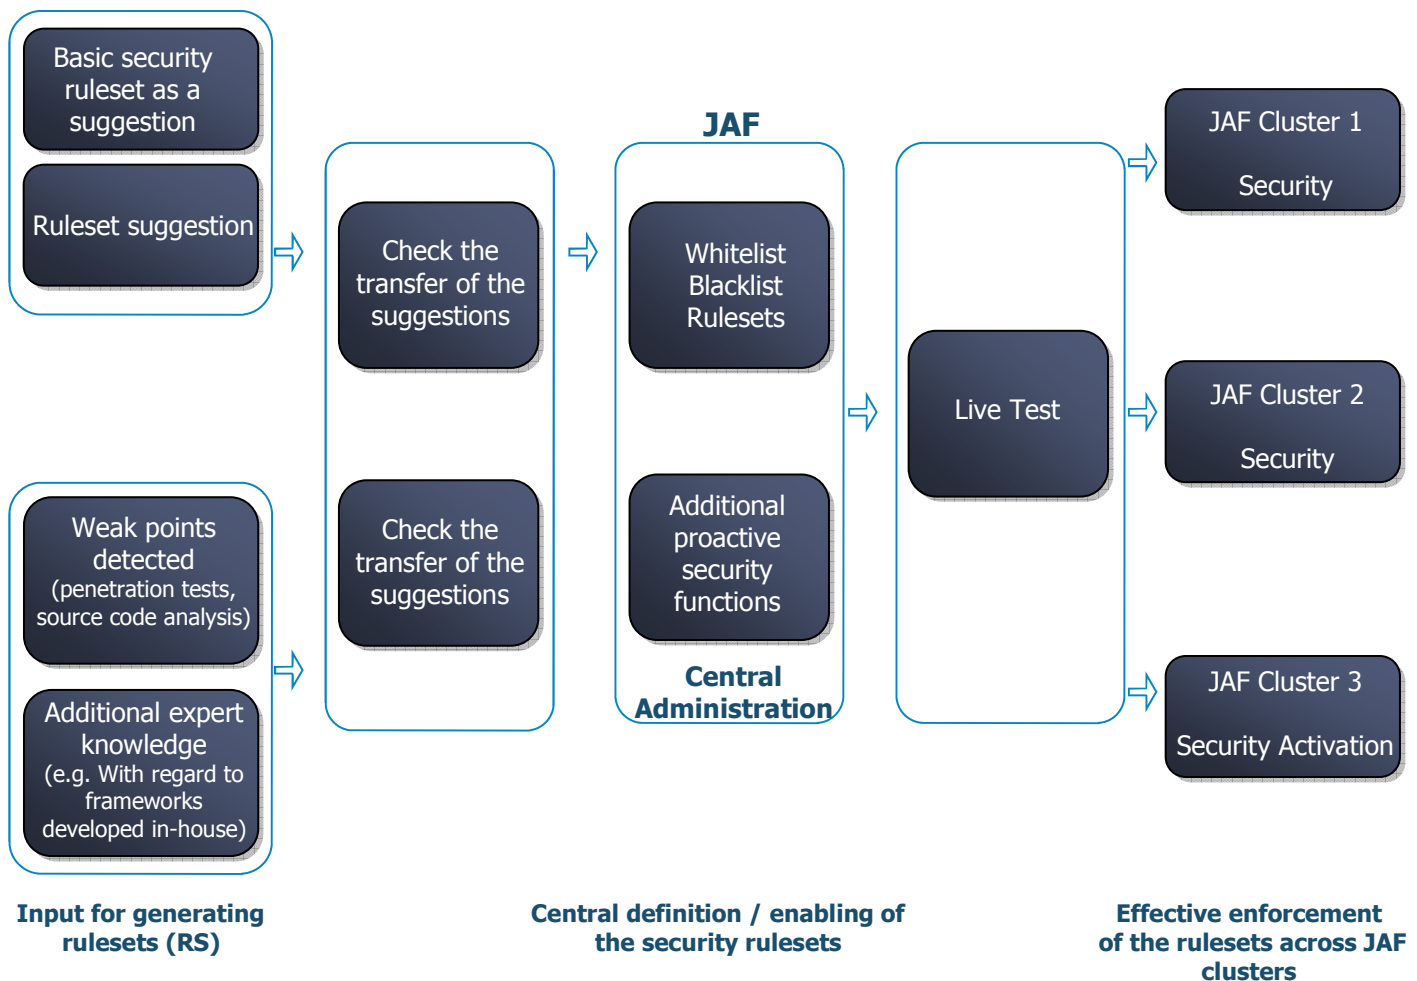 Basic security
ruleset as a
suggestion
Ruleset suggestion
Weak points
detected
(penetration tests,
source code analysis)
Additional expert
knowledge
(e.g. With regard to
frameworks
developed in-house)
Input for generating
rulesets (RS)
Check the
transfer of the
suggestions
Check the
transfer of the
suggestions
JAF
Whitelist
Blacklist
Rulesets
Additional
proactive
security
functions
Central
Administration
Central definition / enabling of
the security rulesets
Live Test
JAF Cluster 1
Security
JAF Cluster 2
Security
JAF Cluster 3
Security Activation
Effective enforcement
of the rulesets across JAF
clusters